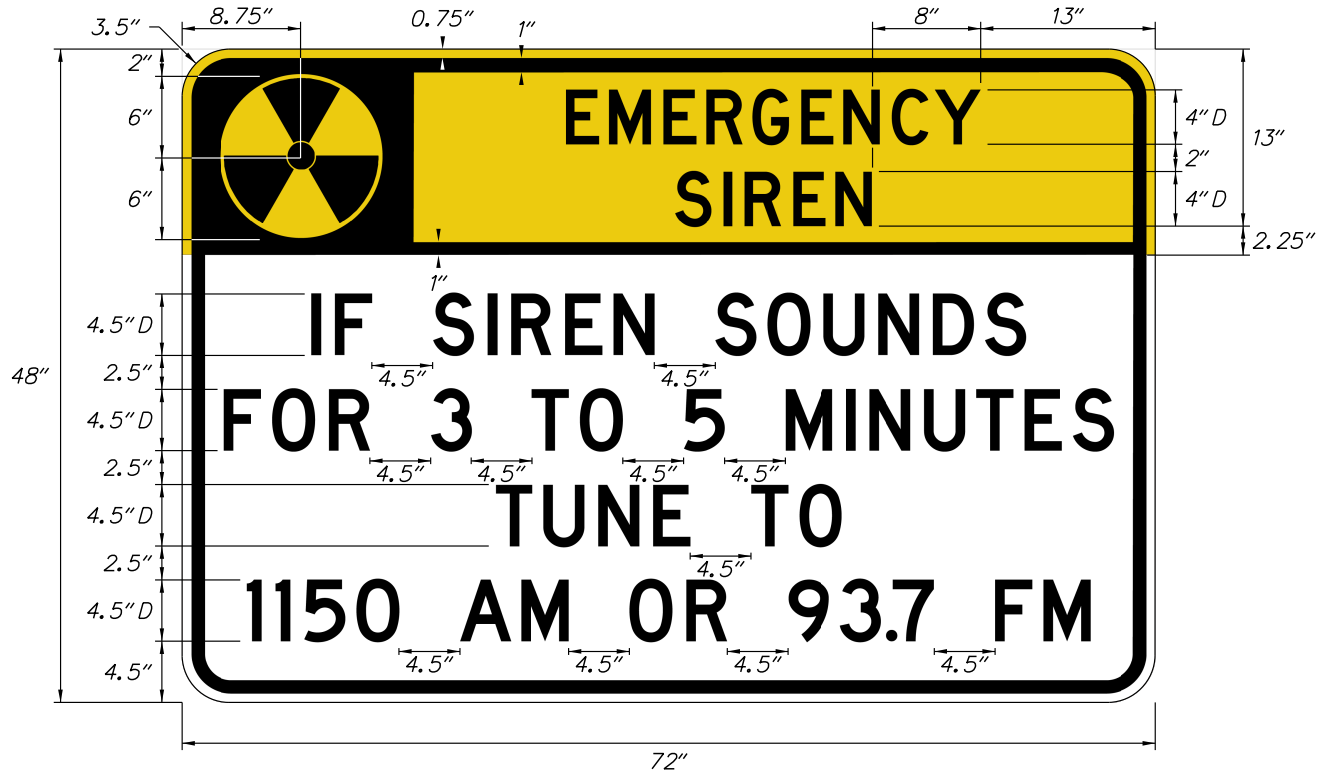 8.75″ 0.75″ 1″ 8″ 13″
3.5″
2″
6″
6″
EMERGENCY
SIREN
4″D
2″
4″D
13″
2.25″
1″
48″
4.5″D
IF SIREN SOUNDS
2.5″
4.5″ 4.5″
4.5″D
FOR 3 TO 5 MINUTES
2.5″
4.5″ 4.5″ 4.5″ 4.5″
4.5″D
TUNE TO
2.5″
4.5″
4.5″D
1150 AM OR 93.7 FM
4.5″
4.5″ 4.5″ 4.5″ 4.5″
72″